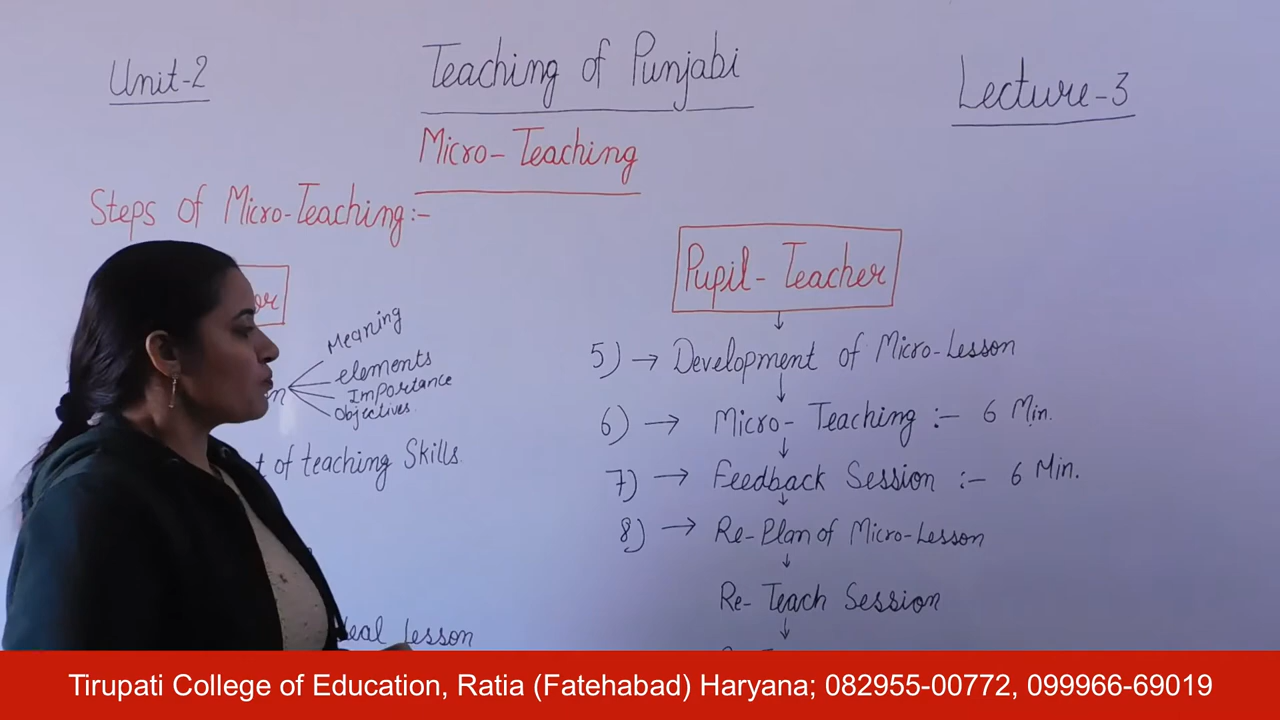 Unit-2
Teaching of Punjabi
Lecture-3
Micro-Teaching
Steps of Micro-Teaching:-
Meaning
elements
Importance
Objectives.
of teaching Skills.
Lesson
Pupil-Teacher
5) → Development of Micro-Lesson
6) → Micro-Teaching :- 6 Min.
7) → Feedback Session :- 6 Min.
8) → Re-Plan of Micro-Lesson
Re-Teach Session
Tirupati College of Education, Ratia (Fatehabad) Haryana; 082955-00772, 099966-69019